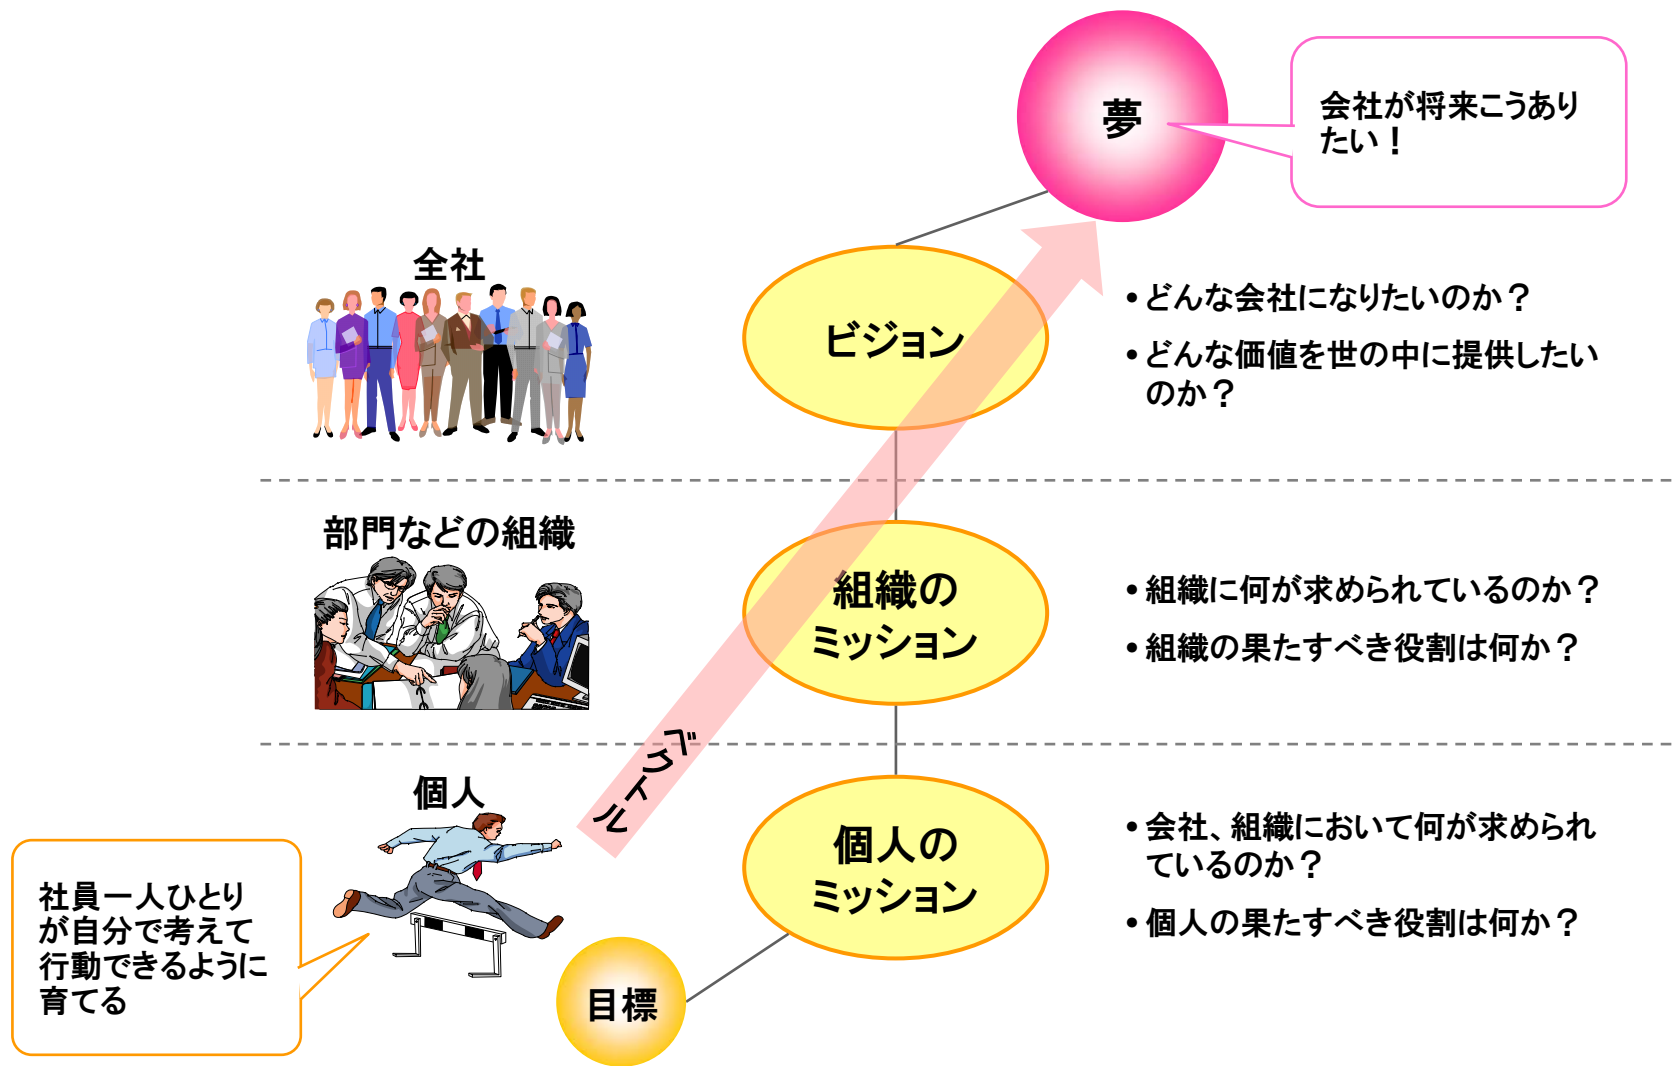 夢
会社が将来こうあり
たい！
全社
ビジョン
•どんな会社になりたいのか？
•どんな価値を世の中に提供したい
のか？
部門などの組織
組織の
ミッション
•組織に何が求められているのか？
•組織の果たすべき役割は何か？
ベクトル
個人
個人の
ミッション
•会社、組織において何が求められ
ているのか？
•個人の果たすべき役割は何か？
社員一人ひとり
が自分で考えて
行動できるように
育てる
目標